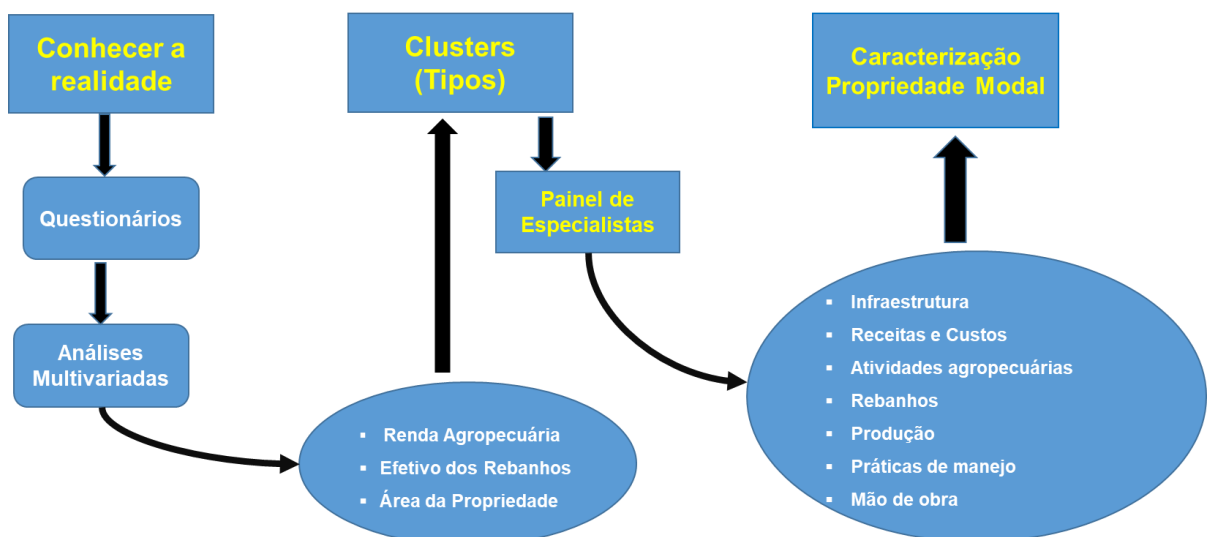 Conhecer a
realidade
Questionários
Análises
Multivariadas
▪ Renda Agropecuária
▪ Efetivo dos Rebanhos
▪ Área da Propriedade
Clusters
(Tipos)
Painel de
Especialistas
▪ Infraestrutura
▪ Receitas e Custos
▪ Atividades agropecuárias
▪ Rebanhos
▪ Produção
▪ Práticas de manejo
▪ Mão de obra
Caracterização
Propriedade Modal